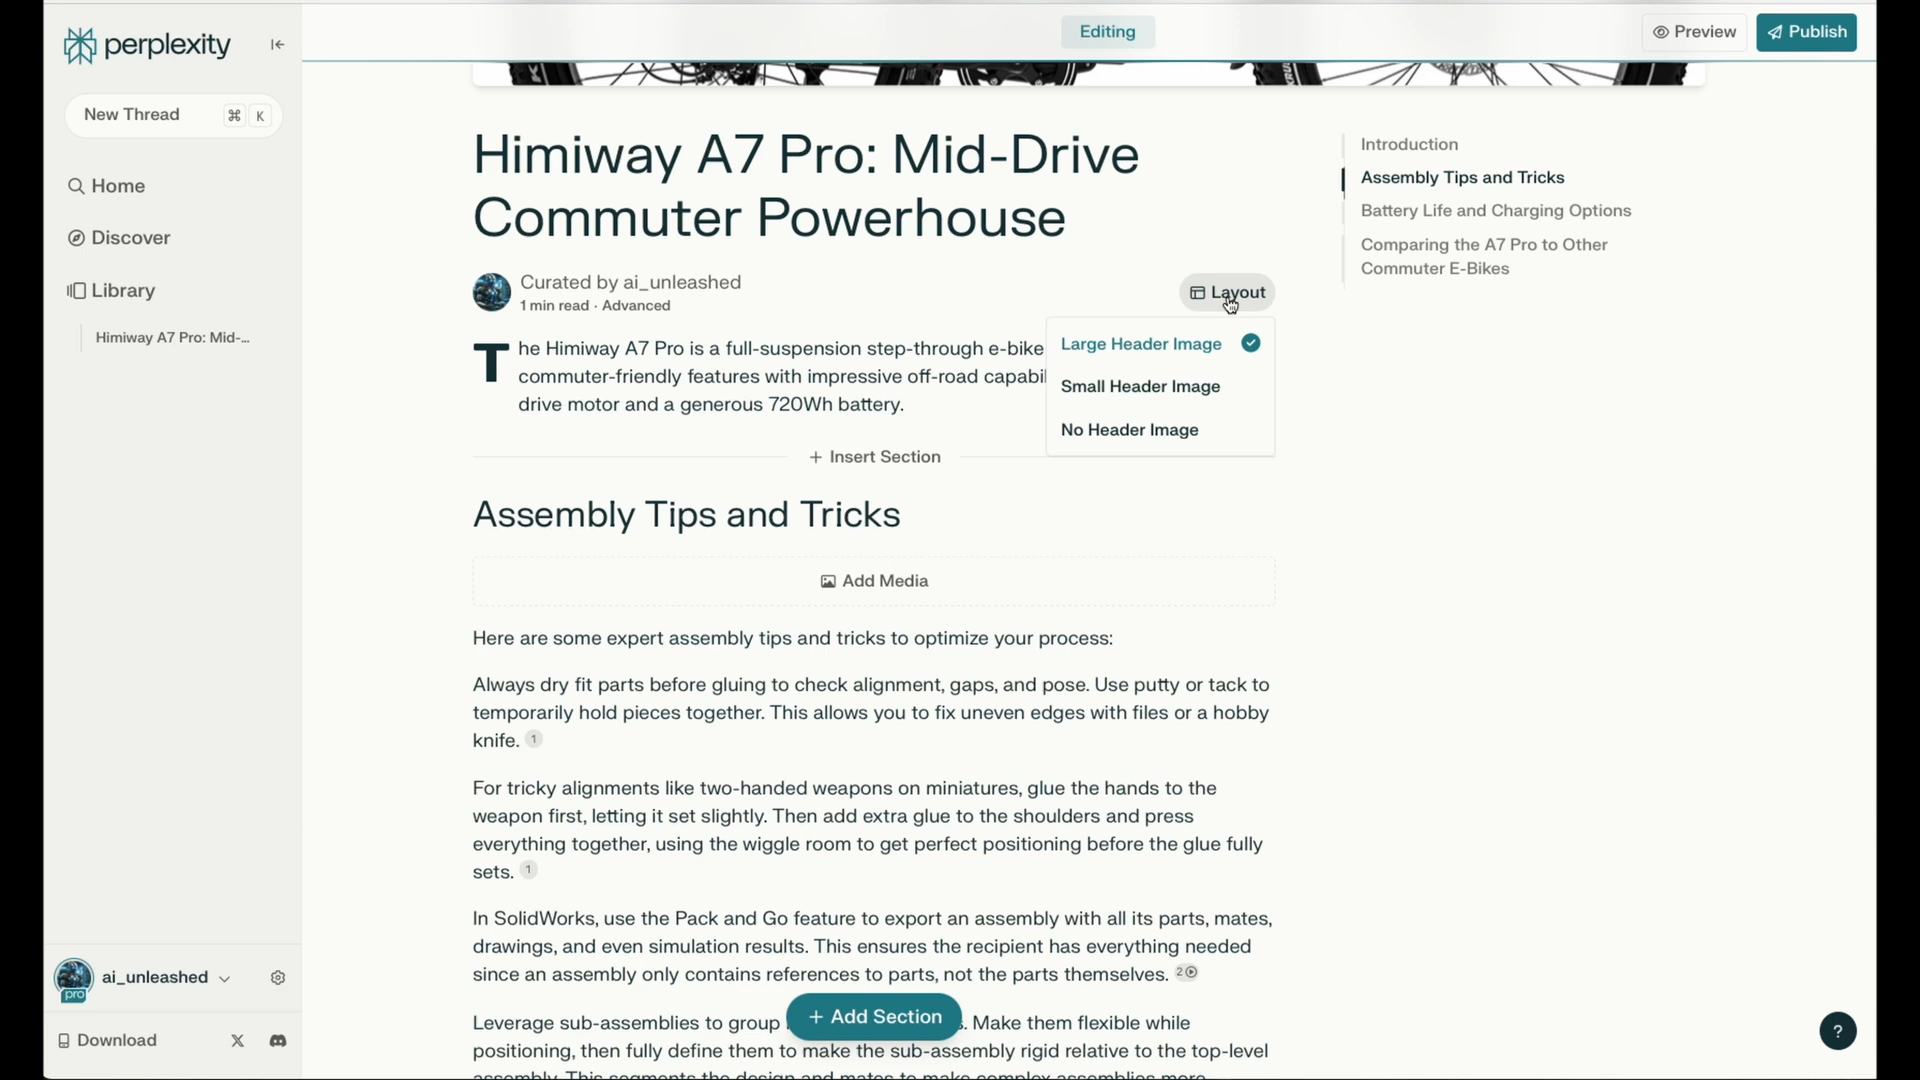 perplexity
New Thread ⌘ K
Home
Discover
Library
Himiway A7 Pro: Mid-...
ai_unleashed
pro
Download
Editing
Preview
Publish
Himiway A7 Pro: Mid-Drive
Commuter Powerhouse
Curated by ai_unleashed
1 min read · Advanced
Layout
Large Header Image
Small Header Image
No Header Image
The Himiway A7 Pro is a full-suspension step-through e-bike
commuter-friendly features with impressive off-road
drive motor and a generous 720Wh battery.
+ Insert Section
Assembly Tips and Tricks
Add Media
Here are some expert assembly tips and tricks to optimize your process:
Always dry fit parts before gluing to check alignment, gaps, and pose. Use putty or tack to
temporarily hold pieces together. This allows you to fix uneven edges with files or a hobby
knife. 1
For tricky alignments like two-handed weapons on miniatures, glue the hands to the
weapon first, letting it set slightly. Then add extra glue to the shoulders and press
everything together, using the wiggle room to get perfect positioning before the glue fully
sets. 1
In SolidWorks, use the Pack and Go feature to export an assembly with all its parts, mates,
drawings, and even simulation results. This ensures the recipient has everything needed
since an assembly only contains references to parts, not the parts themselves. 2
Leverage sub-assemblies to group . Make them flexible while
+ Add Section
positioning, then fully define them to make the sub-assembly rigid relative to the top-level
assembly. This segments the design and mates to make complex assemblies more
Introduction
Assembly Tips and Tricks
Battery Life and Charging Options
Comparing the A7 Pro to Other
Commuter E-Bikes
?